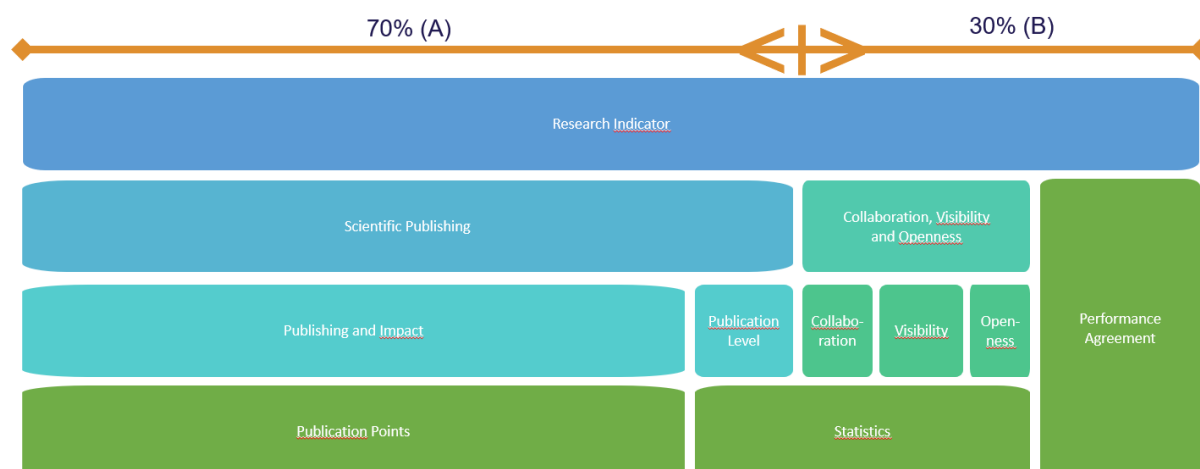 70% (A)
30% (B)
Research Indicator
Scientific Publishing
Collaboration, Visibility
and Openness
Publishing and Impact
Publication
Level
Collabo-
ration
Visibility
Open-
ness
Performance
Agreement
Publication Points
Statistics